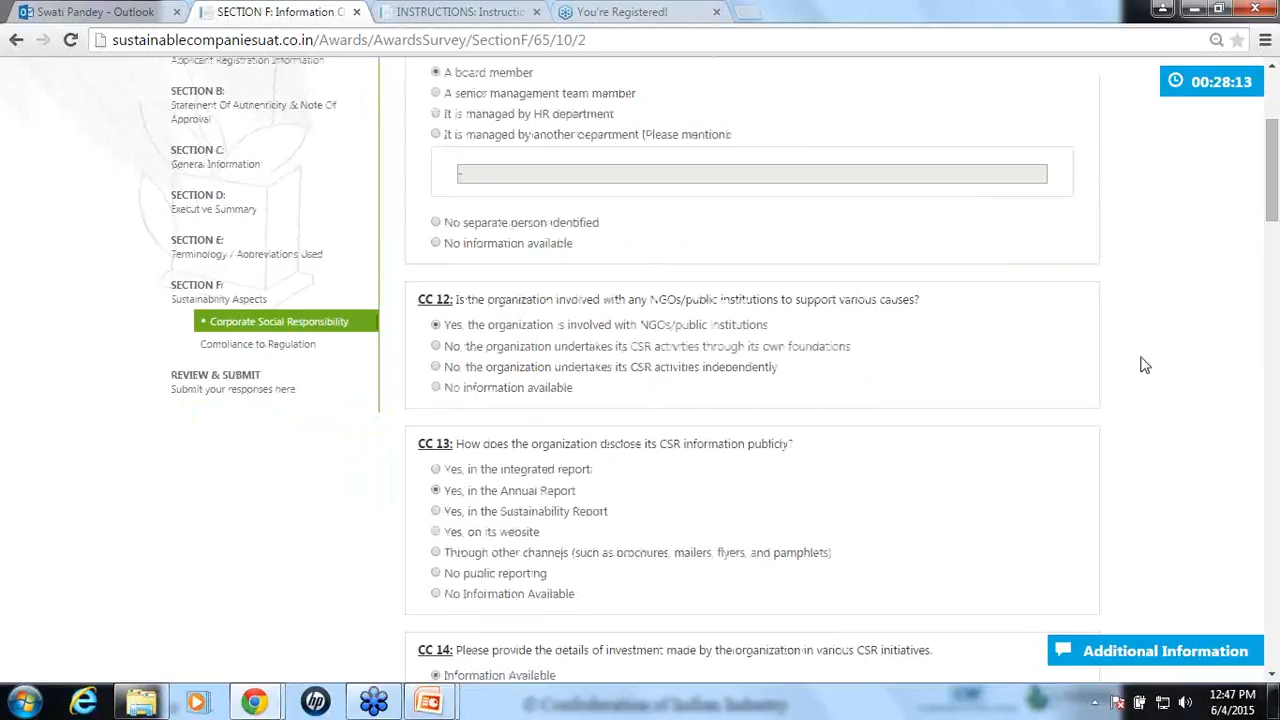 Swati Pandey - Outlook
SECTION F: Information C
INSTRUCTIONS: Instructio
You're Registered!
sustainablecompaniesuat.co.in/Awards/AwardsSurvey/SectionF/65/10/2
00:28:13
Applicant Registration Information
SECTION B:
Statement Of Authenticity & Note Of
Approval
SECTION C:
General Information
SECTION D:
Executive Summary
SECTION E:
Terminology / Abbreviations Used
SECTION F:
Sustainability Aspects
Corporate Social Responsibility
Compliance to Regulation
REVIEW & SUBMIT
Submit your responses here
A board member
A senior management team member
It is managed by HR department
It is managed by another department (Please mention):
-
No separate person identified
No information available
CC 12: Is the organization involved with any NGOs/public institutions to support various causes?
Yes, the organization is involved with NGOs/public institutions
No, the organization undertakes its CSR activities through its own foundations
No, the organization undertakes its CSR activities independently
No information available
CC 13: How does the organization disclose its CSR information publicly?
Yes, in the integrated report:
Yes, in the Annual Report
Yes, in the Sustainability Report
Yes, on its website
Through other channels (such as brochures, mailers, flyers, and pamphlets)
No public reporting
No Information Available
CC 14: Please provide the details of investment made by the organization in various CSR initiatives.
Information Available
Additional Information
hp
12:47 PM
6/4/2015